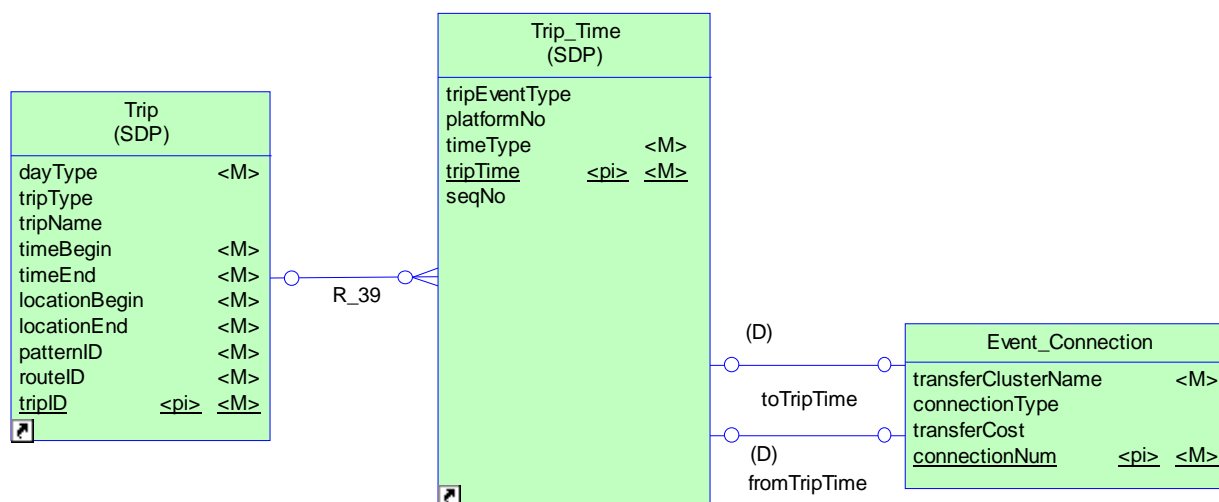 Trip
(SDP)
dayType <M>
tripType
tripName
timeBegin <M>
timeEnd <M>
locationBegin <M>
locationEnd <M>
patternID <M>
routeID <M>
tripID <pi> <M>
R_39
Trip_Time
(SDP)
tripEventType
platformNo
timeType <M>
tripTime <pi> <M>
seqNo
(D)
toTripTime
(D)
fromTripTime
Event_Connection
transferClusterName <M>
connectionType
transferCost
connectionNum <pi> <M>